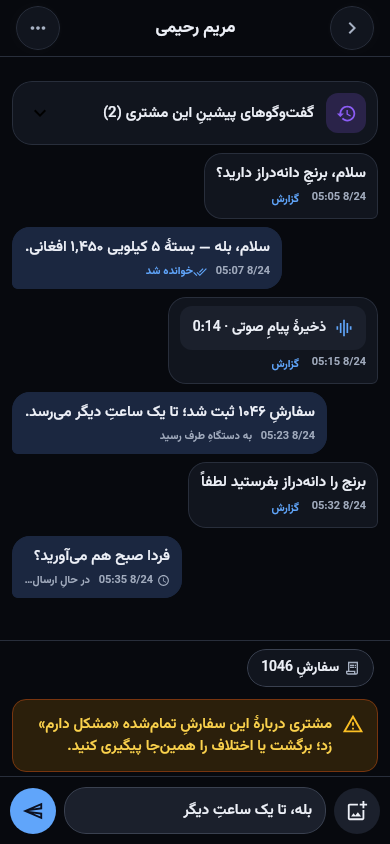 مریم رحیمی
گفت‌وگوهای پیشینِ این مشتری (2)
سلام، برنجِ دانه‌دراز دارید؟
8/24 05:05 گزارش
سلام، بله — بستهٔ ۵ کیلویی ۱,۴۵۰ افغانی.
8/24 05:07 خوانده شد
ذخیرهٔ پیامِ صوتی · 0:14
8/24 05:15 گزارش
سفارشِ ۱۰۴۶ ثبت شد؛ تا یک ساعتِ دیگر می‌رسد.
8/24 05:23 به دستگاهِ طرف رسید
برنج را دانه‌دراز بفرستید لطفاً
8/24 05:32 گزارش
فردا صبح هم می‌آورید؟
8/24 05:35 در حالِ ارسال…
سفارشِ 1046
مشتری دربارهٔ این سفارشِ تمام‌شده «مشکل دارم»
زد؛ برگشت یا اختلاف را همین‌جا پیگیری کنید.
بله، تا یک ساعتِ دیگر